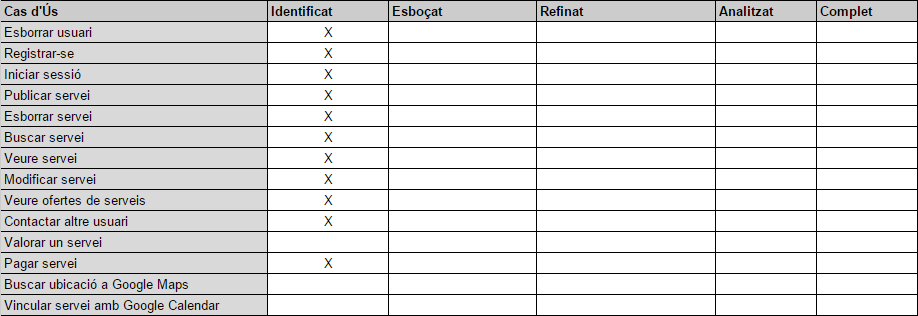 Cas d'Ús Identificat Esboçat Refinat Analitzat Complet
Esborrar usuari X
Registrar-se X
Iniciar sessió X
Publicar servei X
Esborrar servei X
Buscar servei X
Veure servei X
Modificar servei X
Veure ofertes de serveis X
Contactar altre usuari X
Valorar un servei
Pagar servei X
Buscar ubicació a Google Maps
Vincular servei amb Google Calendar